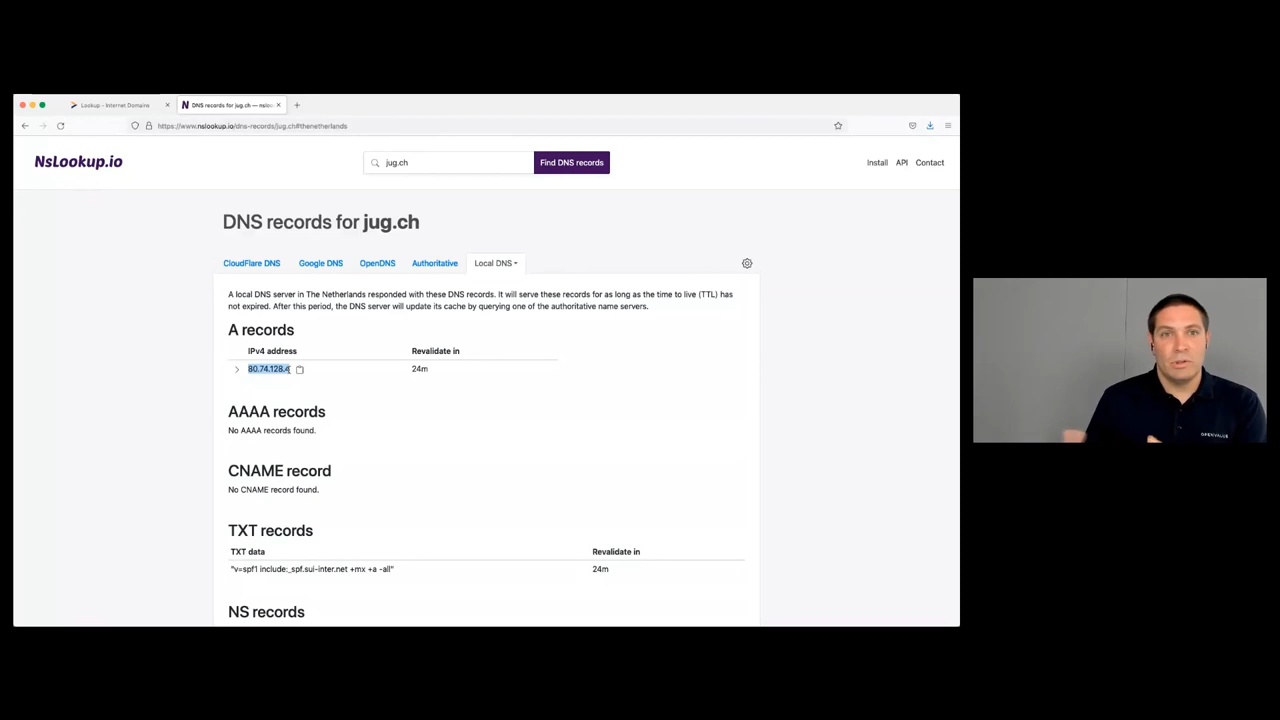 Lookup - Internet Domains
DNS records for jug.ch — nslo
https://www.nslookup.io/dns-records/jug.ch#thenetherlands
NsLookup.io
jug.ch
Find DNS records
Install
API
Contact
DNS records for jug.ch
CloudFlare DNS
Google DNS
OpenDNS
Authoritative
Local DNS
A local DNS server in The Netherlands responded with these DNS records. It will serve these records for as long as the time to live (TTL) has
not expired. After this period, the DNS server will update its cache by querying one of the authoritative name servers.
A records
IPv4 address
Revalidate in
80.74.128.4
24m
AAAA records
No AAAA records found.
CNAME record
No CNAME record found.
TXT records
TXT data
Revalidate in
"v=spf1 include:_spf.sui-inter.net +mx +a -all"
24m
NS records
OPENVALUE